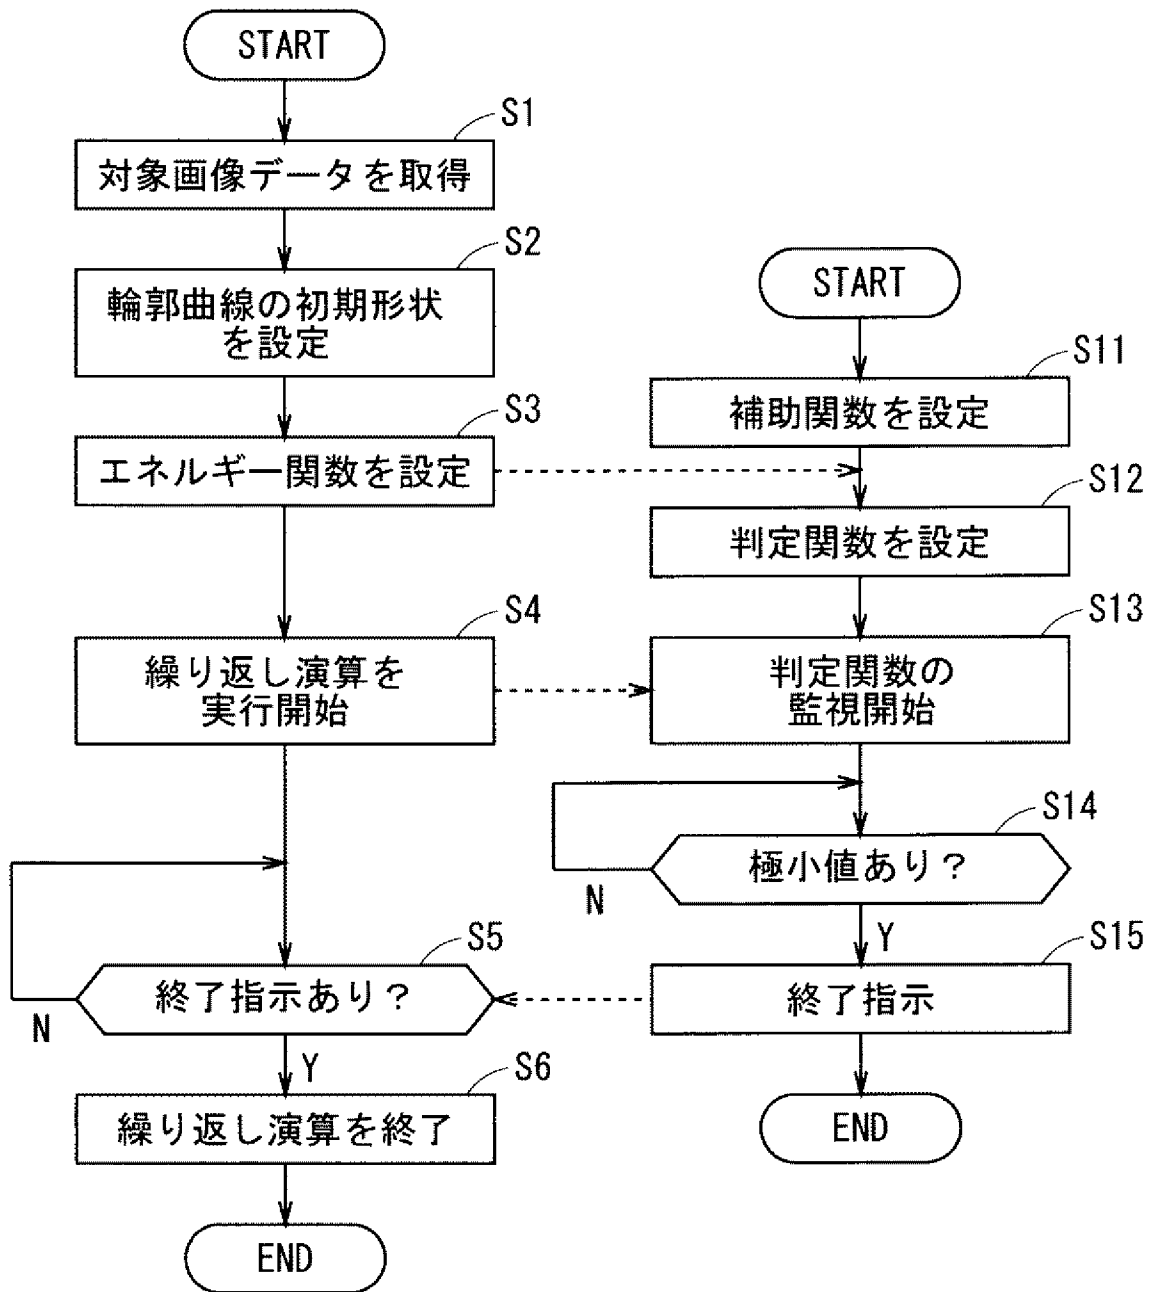 START
S1
対象画像データを取得
S2
輪郭曲線の初期形状
を設定
S3
エネルギー関数を設定
S4
繰り返し演算を
実行開始
S5
終了指示あり?
N
Y
S6
繰り返し演算を終了
END
START
S11
補助関数を設定
S12
判定関数を設定
S13
判定関数の
監視開始
S14
極小値あり?
N
Y
S15
終了指示
END